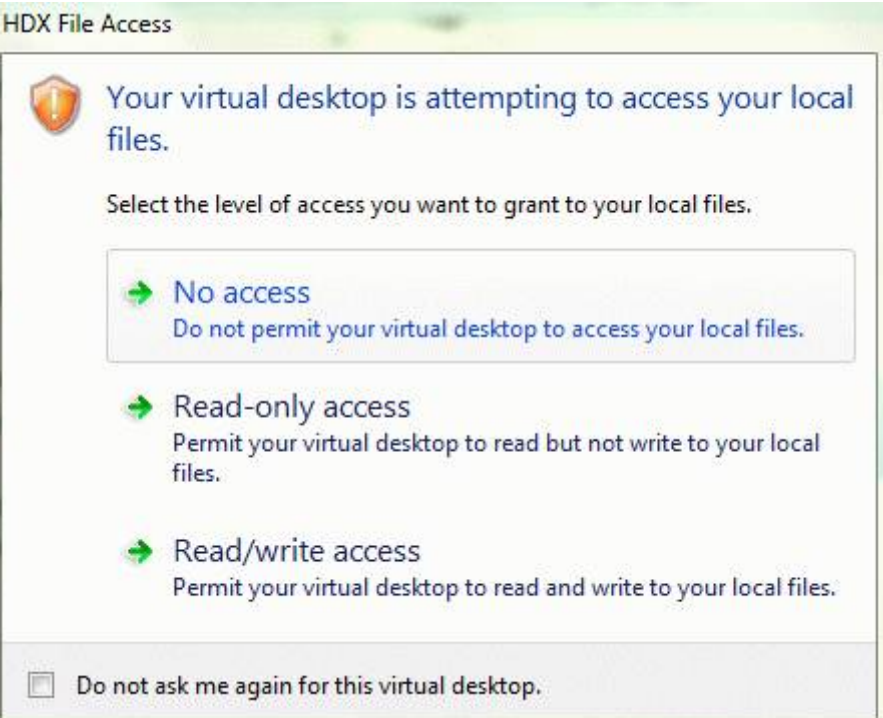 HDX File Access
Your virtual desktop is attempting to access your local
files.
Select the level of access you want to grant to your local files.
No access
Do not permit your virtual desktop to access your local files.
Read-only access
Permit your virtual desktop to read but not write to your local
files.
Read/write access
Permit your virtual desktop to read and write to your local files.
Do not ask me again for this virtual desktop.